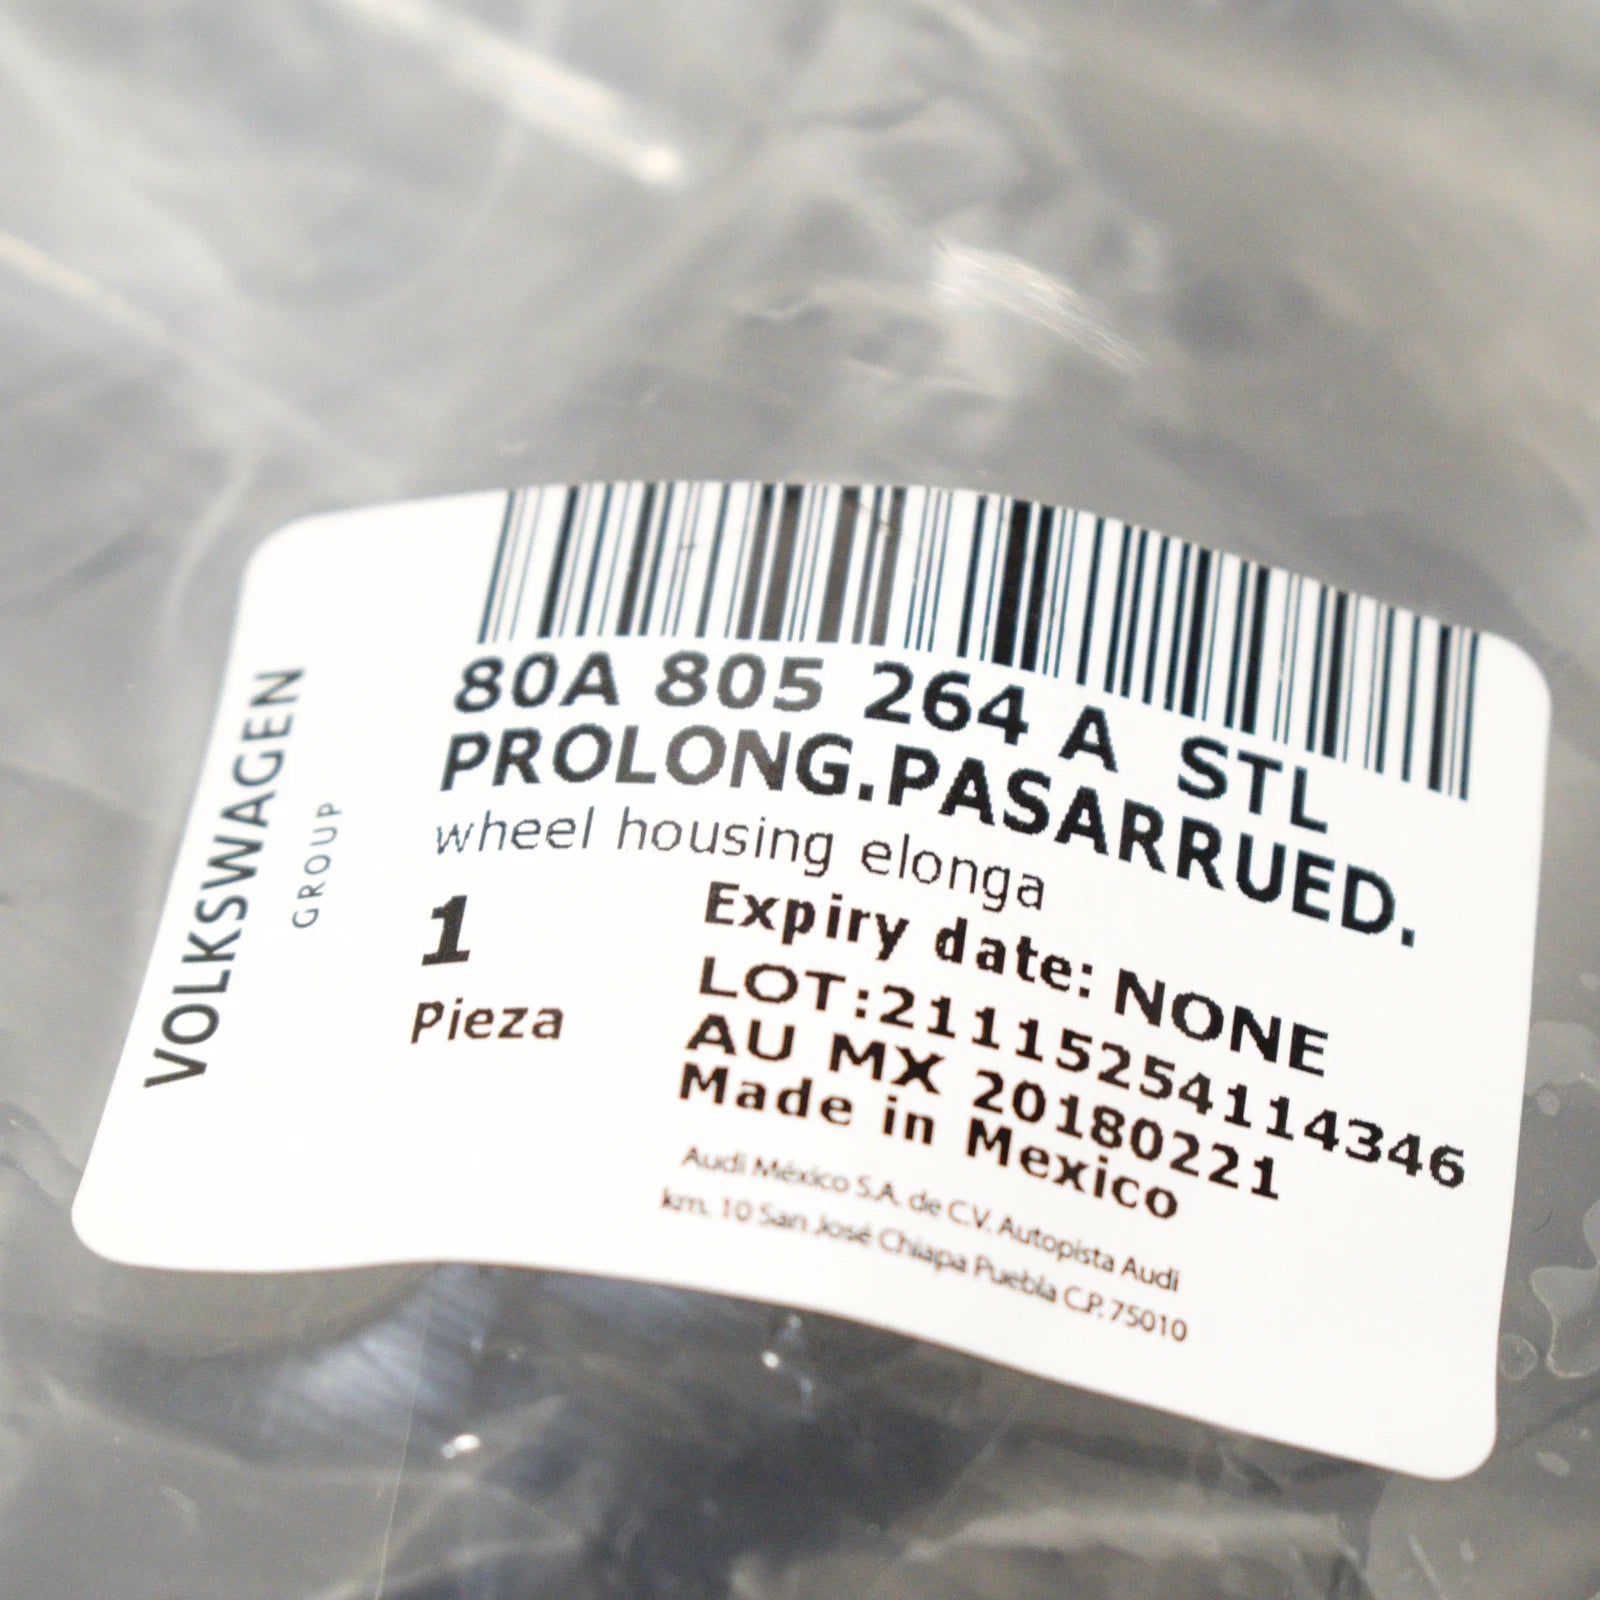 VOLKSWAGEN
GROUP
80A 805 264 A STL
PROLONG.PASARRUED.
wheel housing elonga
1
Pieza
Expiry date: NONE
LOT:21115254114346
AU MX 20180221
Made in Mexico
Audi México S.A. de C.V. Autopista Audi
km. 10 San José Chiapa Puebla C.P. 75010